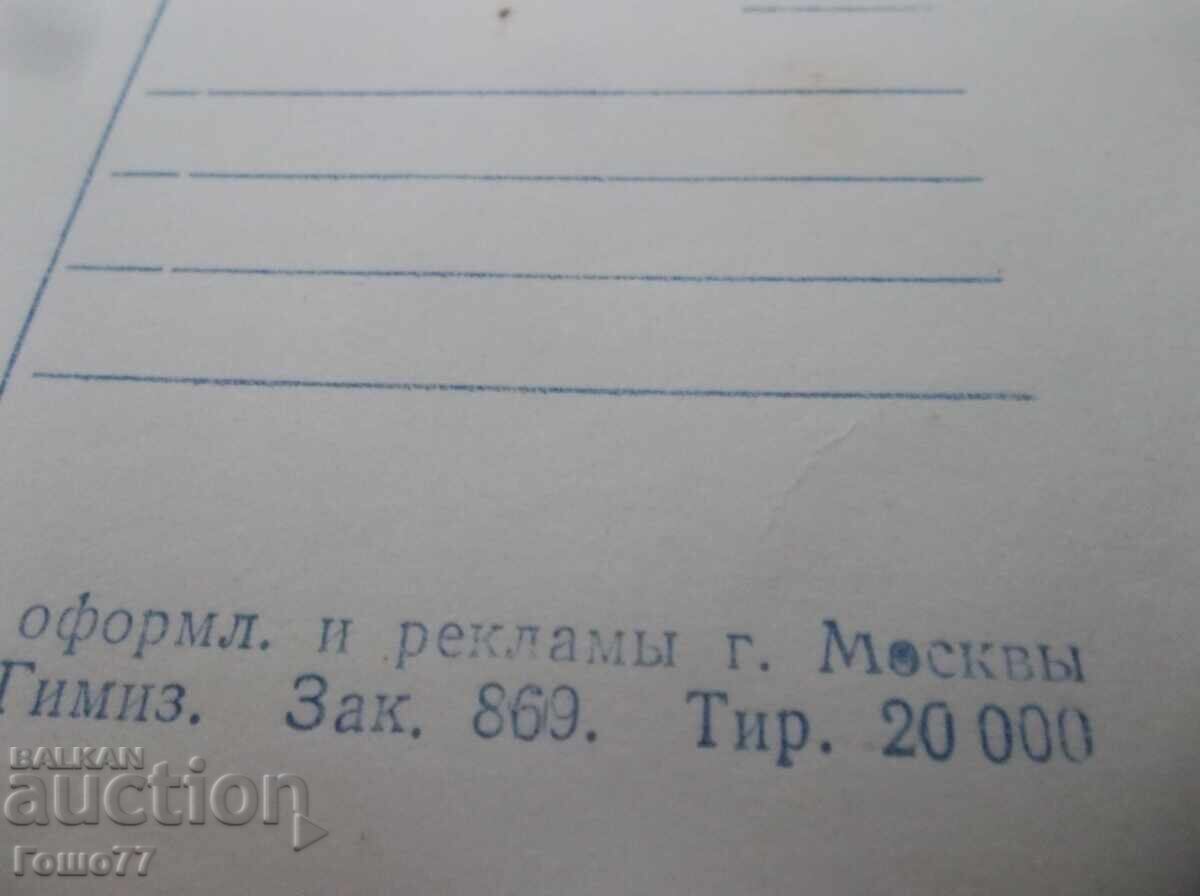 оформл. и рекламы г. Москвы
Гимиз. Зак. 869. Тир. 20 000
BALKAN
auction
Гошо77